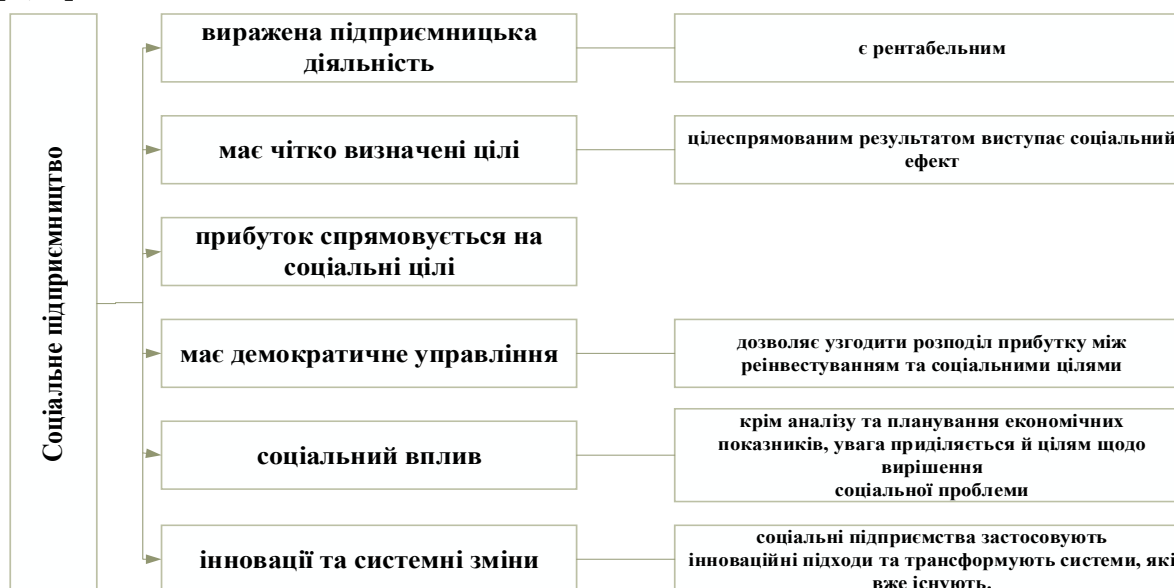 Соціальне підприємництво
виражена підприємницька
діяльність
є рентабельним
має чітко визначені цілі
цілеспрямованим результатом виступає соціальний
ефект
прибуток спрямовується на
соціальні цілі
має демократичне управління
дозволяє узгодити розподіл прибутку між
реінвестуванням та соціальними цілями
соціальний вплив
крім аналізу та планування економічних
показників, увага приділяється й цілям щодо
вирішення
соціальної проблеми
інновації та системні зміни
соціальні підприємства застосовують
інноваційні підходи та трансформують системи, які
вже існують.